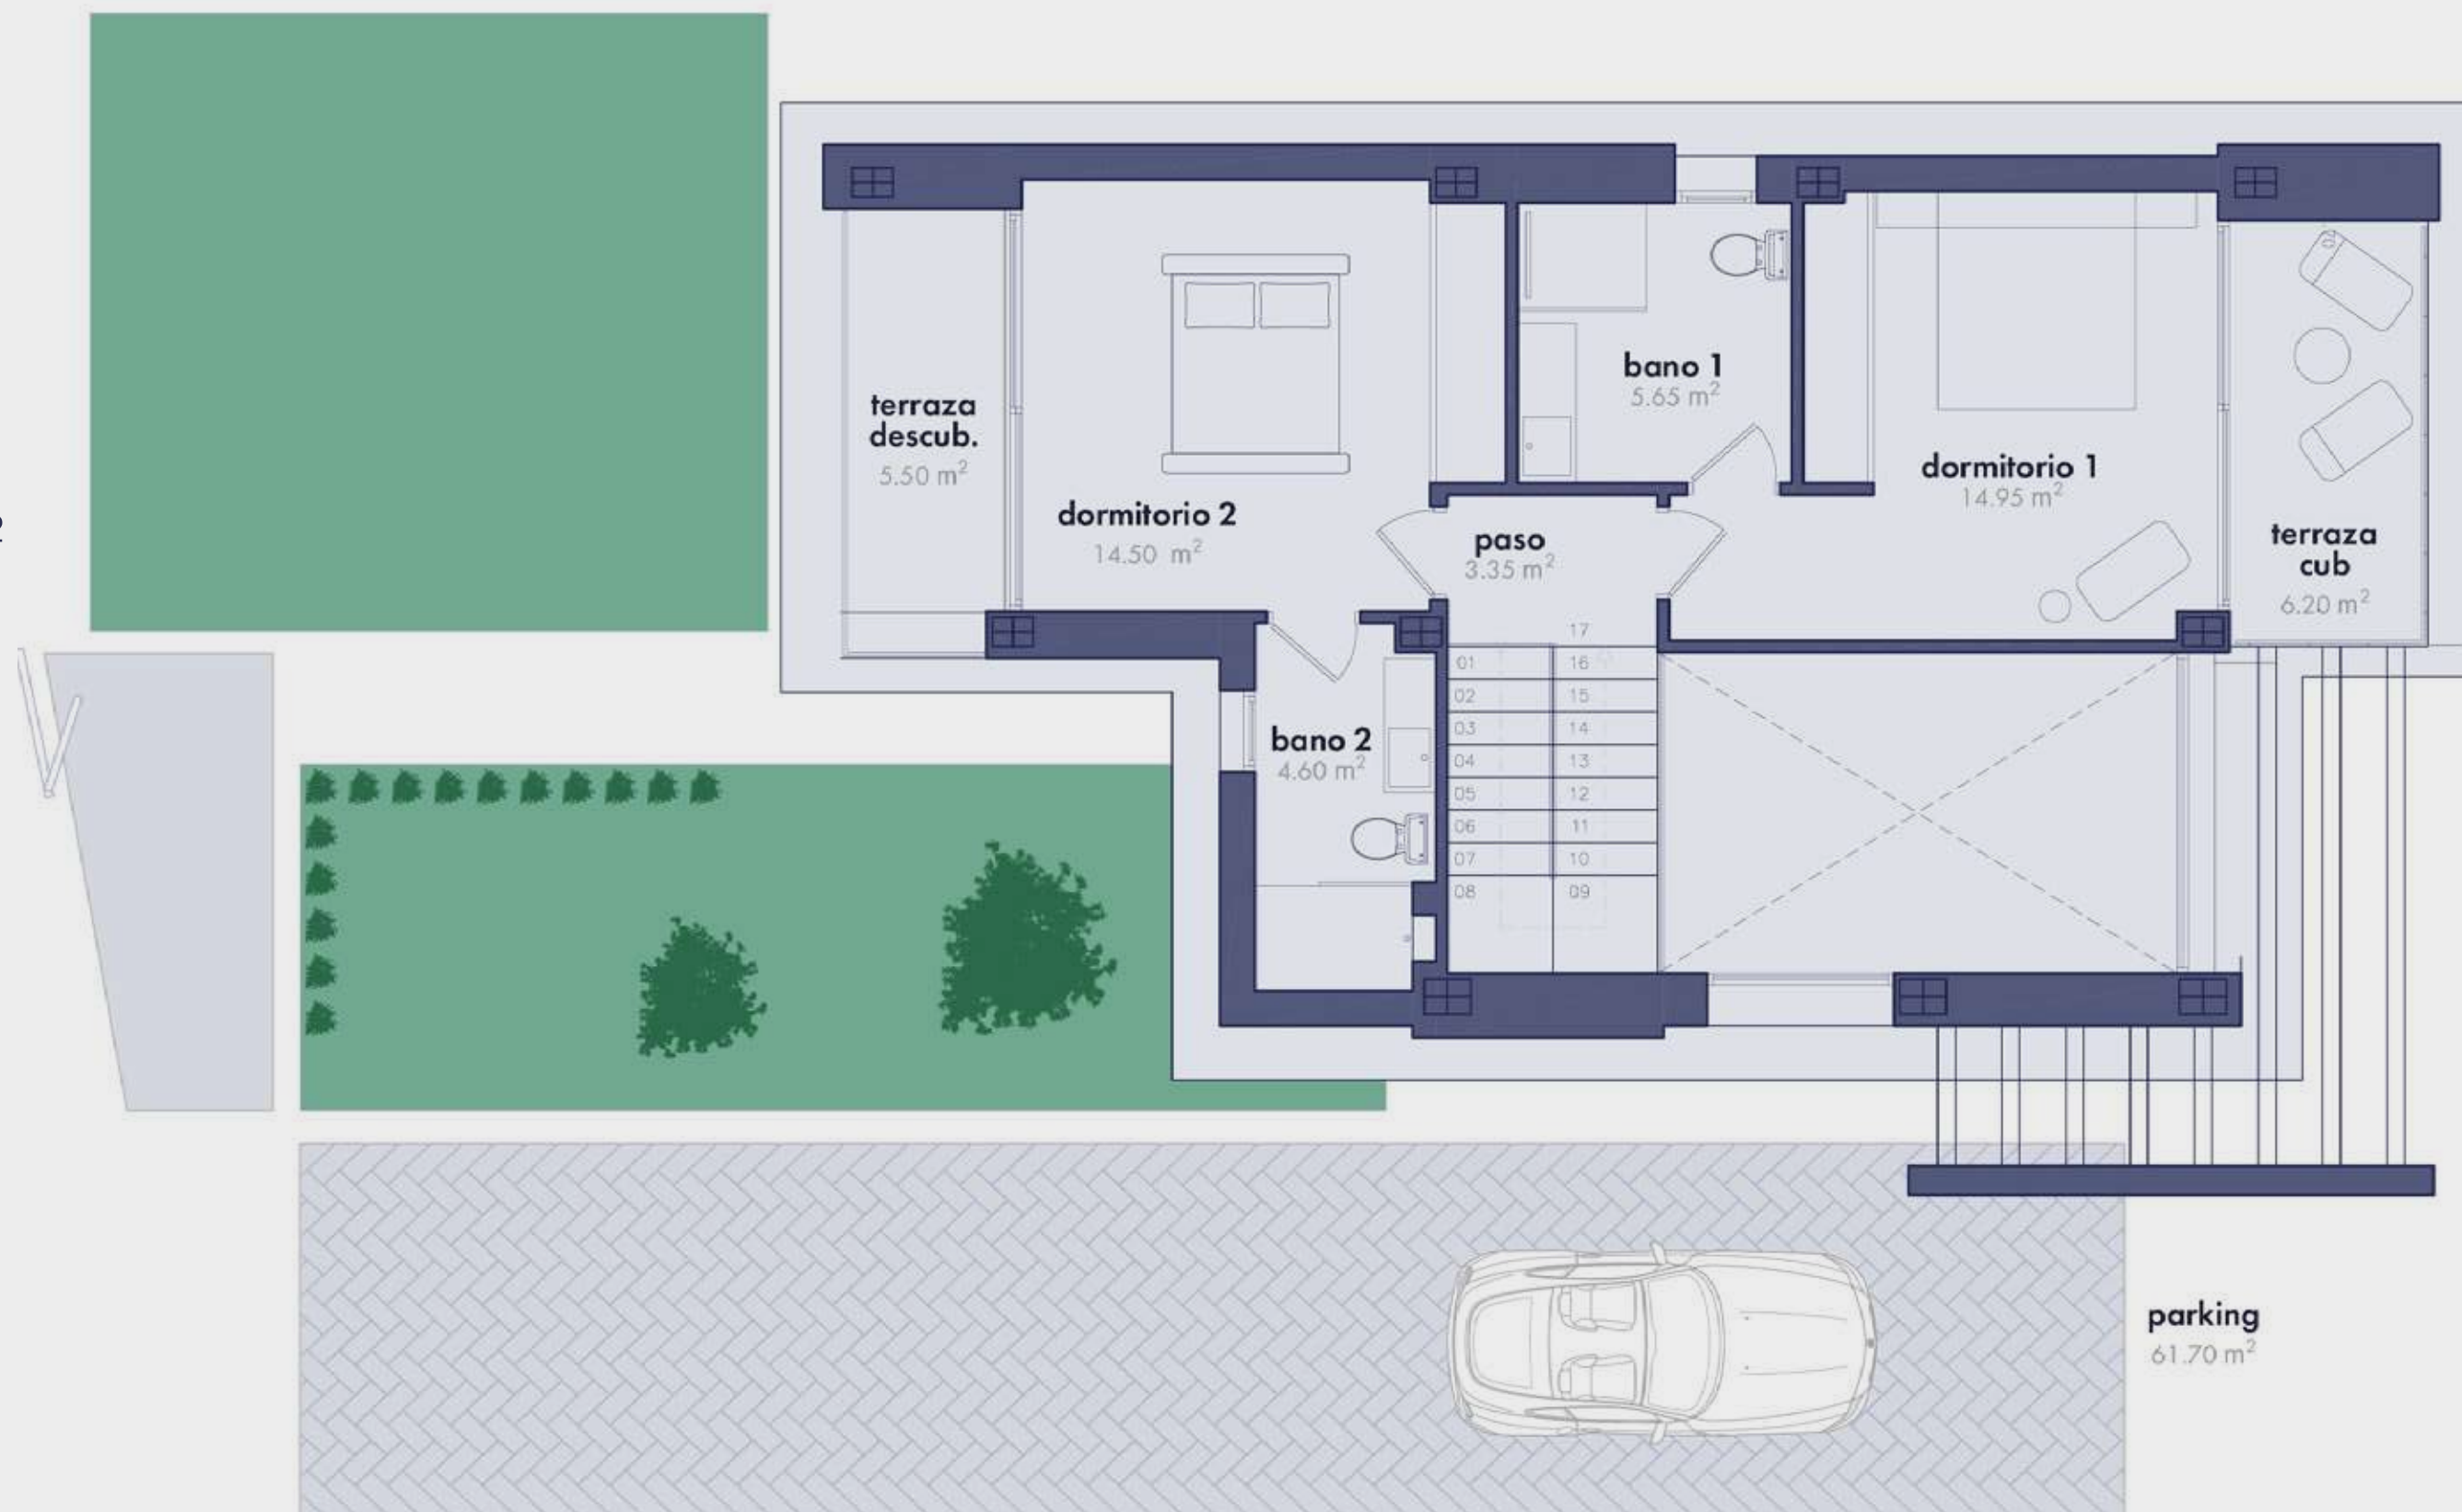 bano 1
5.65 m²
terraza
descub.
5.50 m²
dormitorio 1
14.95 m²
dormitorio 2
14.50 m²
paso
3.35 m²
terraza
cub
6.20 m²
17
01 16
02 15
03 14
04 13
05 12
06 11
07 10
08 09
bano 2
4.60 m²
parking
61.70 m²